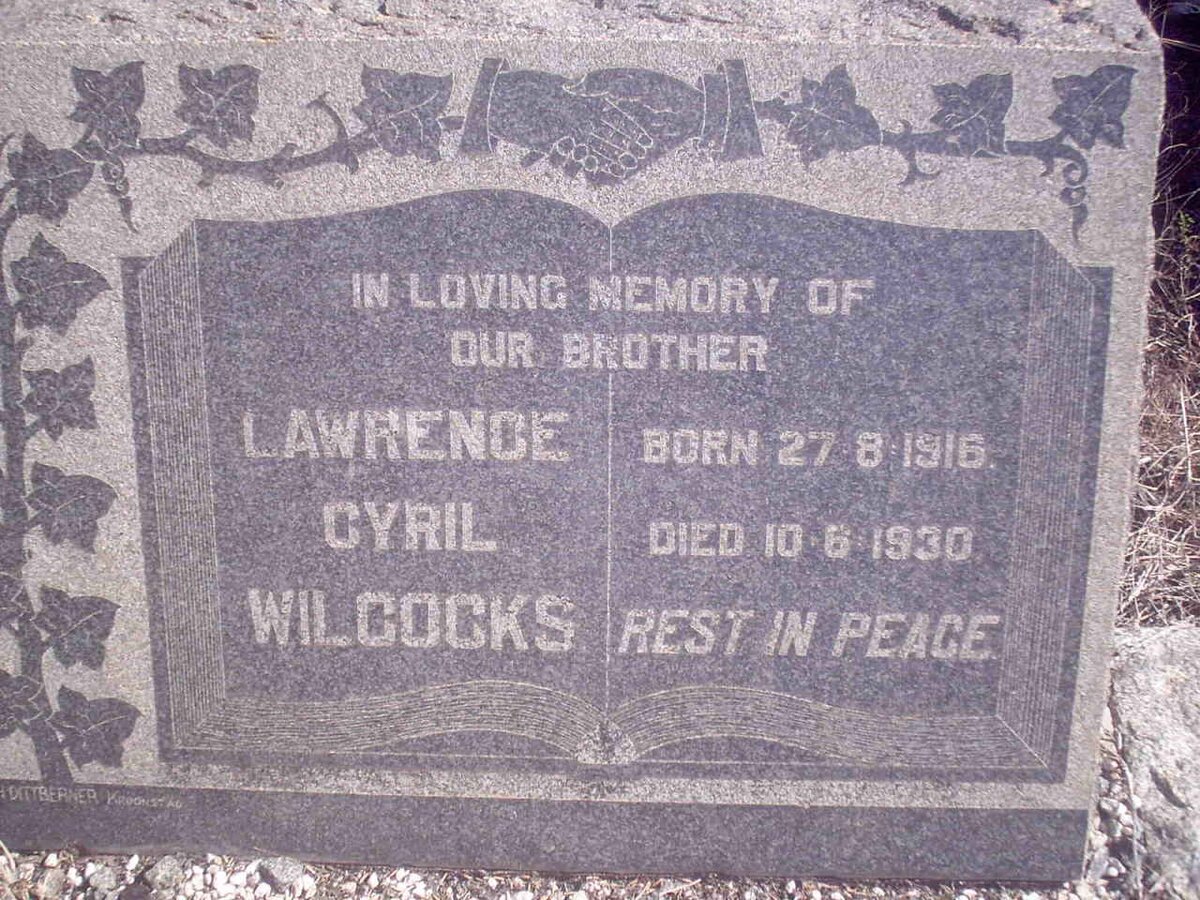 IN LOVING MEMORY OF
OUR BROTHER
LAWRENCE
CYRIL
WILCOCKS
BORN 27·8·1916.
DIED 10·6·1930
REST IN PEACE.
H DITTBERNER KROONSTAD